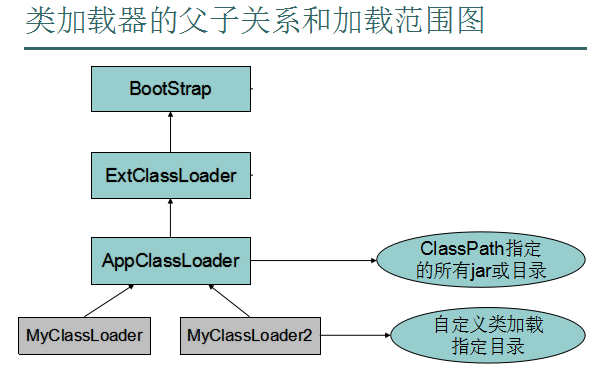 类加载器的父子关系和加载范围图
BootStrap
ExtClassLoader
AppClassLoader
ClassPath指定
的所有jar或目录
MyClassLoader
MyClassLoader2
自定义类加载
指定目录